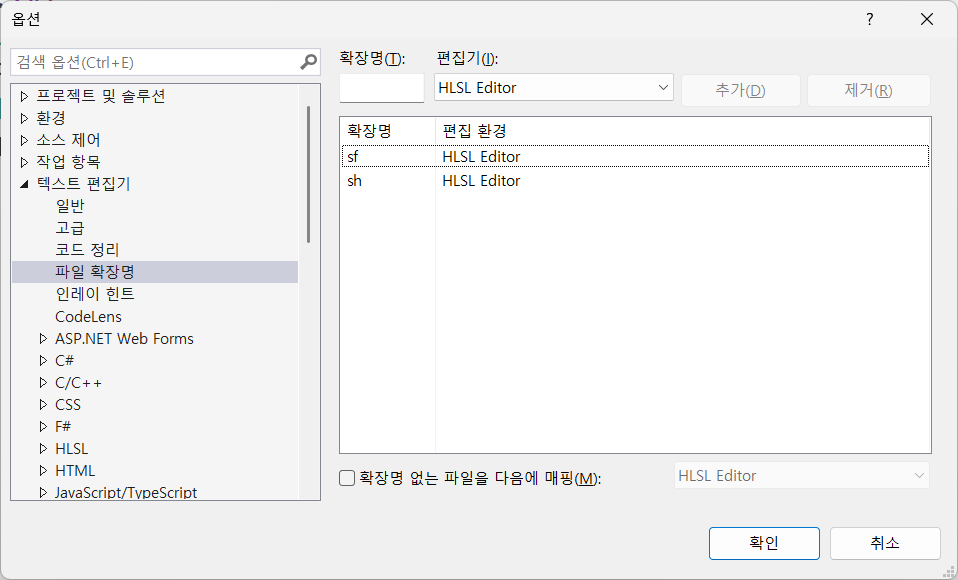 옵션
?
검색 옵션(Ctrl+E)
프로젝트 및 솔루션
환경
소스 제어
작업 항목
텍스트 편집기
일반
고급
코드 정리
파일 확장명
인레이 힌트
CodeLens
ASP.NET Web Forms
C#
C/C++
CSS
F#
HLSL
HTML
JavaScript/TypeScript
확장명(T): 편집기(I):
HLSL Editor 추가(D) 제거(R)
확장명 편집 환경
sf HLSL Editor
sh HLSL Editor
확장명 없는 파일을 다음에 매핑(M): HLSL Editor
확인 취소